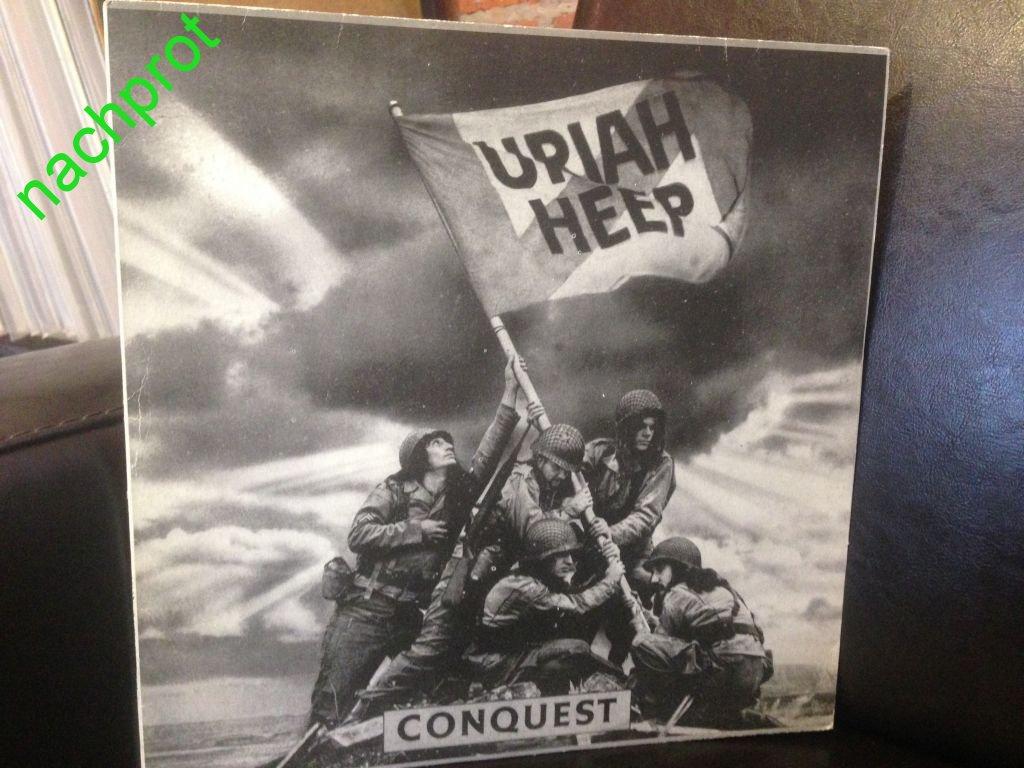 nachprot
URIAH
HEEP
CONQUEST